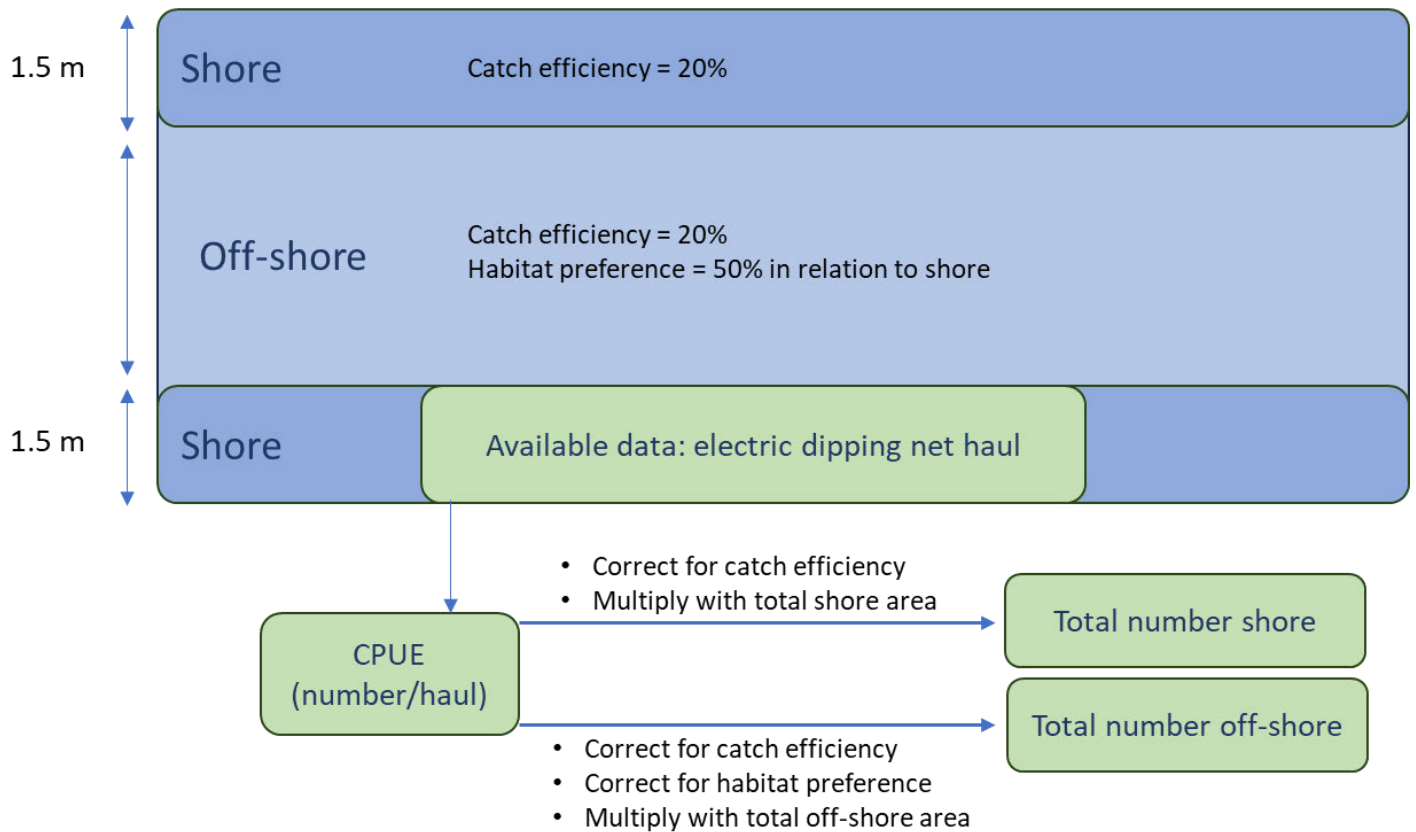 1.5 m
Shore
Catch efficiency = 20%
Off-shore
Catch efficiency = 20%
Habitat preference = 50% in relation to shore
1.5 m
Shore
Available data: electric dipping net haul
• Correct for catch efficiency
• Multiply with total shore area
CPUE
(number/haul)
Total number shore
Total number off-shore
• Correct for catch efficiency
• Correct for habitat preference
• Multiply with total off-shore area